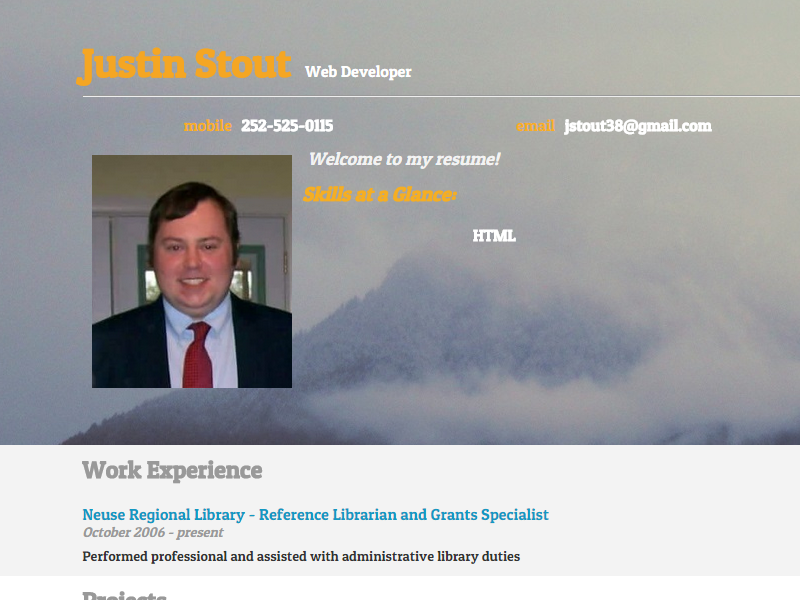 Justin Stout Web Developer
mobile 252-525-0115 email jstout38@gmail.com
Welcome to my resume!
Skills at a Glance:
HTML
Work Experience
Neuse Regional Library - Reference Librarian and Grants Specialist
October 2006 - present
Performed professional and assisted with administrative library duties
Projects